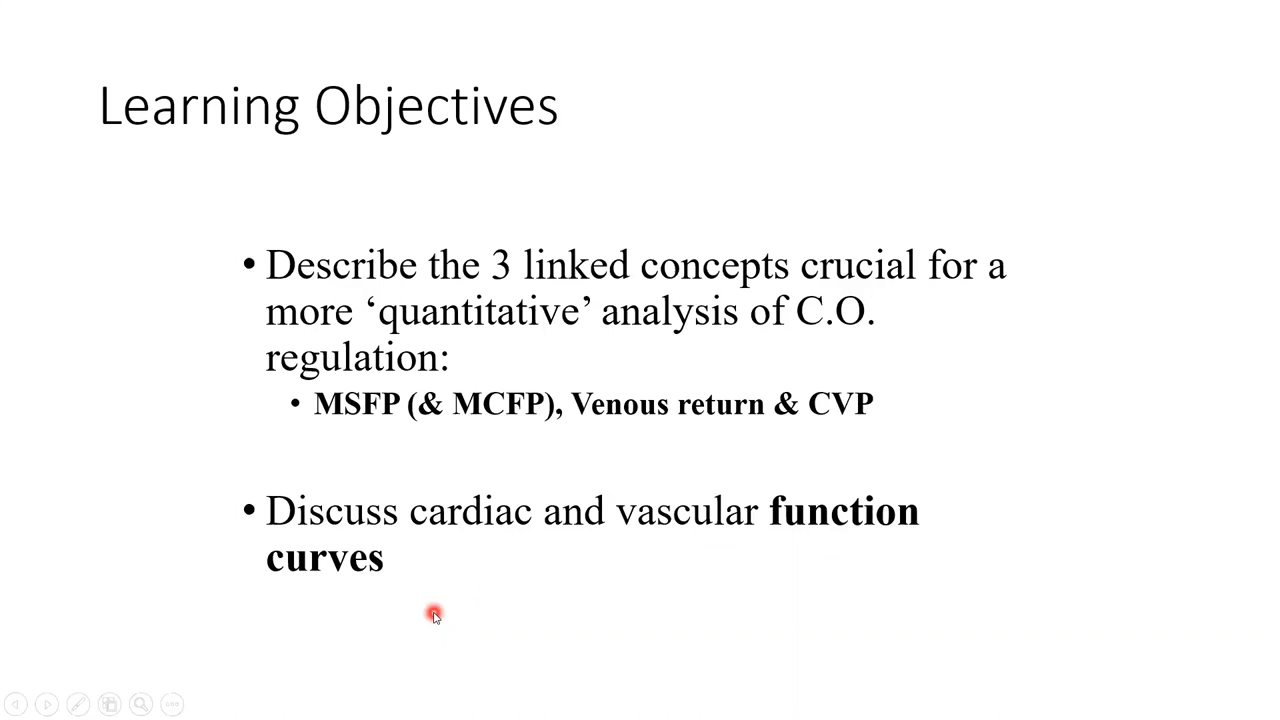 Learning Objectives
• Describe the 3 linked concepts crucial for a
more ‘quantitative’ analysis of C.O.
regulation:
• MSFP (& MCFP), Venous return & CVP
• Discuss cardiac and vascular function
curves